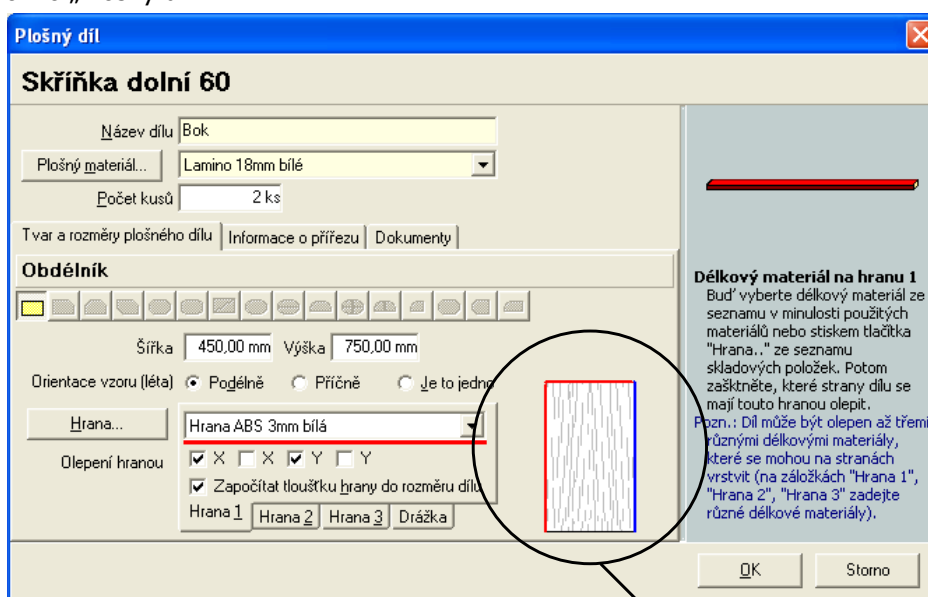 Plošný díl
Skříňka dolní 60
Název dílu Bok
Plošný materiál... Lamino 18mm bílé
Počet kusů 2 ks
Tvar a rozměry plošného dílu Informace o přířezu Dokumenty
Obdélník
Šířka 450,00 mm Výška 750,00 mm
Orientace vzoru (léta) Podélně Příčně Je to jedno
Hrana... Hrana ABS 3mm bílá
Olepení hranou X X Y Y
Započítat tloušťku hrany do rozměru dílu
Hrana 1 Hrana 2 Hrana 3 Drážka
Délkový materiál na hranu 1
Buď vyberte délkový materiál ze
seznamu v minulosti použitých
materiálů nebo stiskem tlačítka
"Hrana.." ze seznamu
skladových položek. Potom
zašktněte, které strany dílu se
mají touto hranou olepit.
Pozn.: Díl může být olepen až třemi
různými délkovými materiály,
které se mohou na stranách
vrstvit (na záložkách "Hrana 1",
"Hrana 2", "Hrana 3" zadejte
různé délkové materiály).
OK Storno